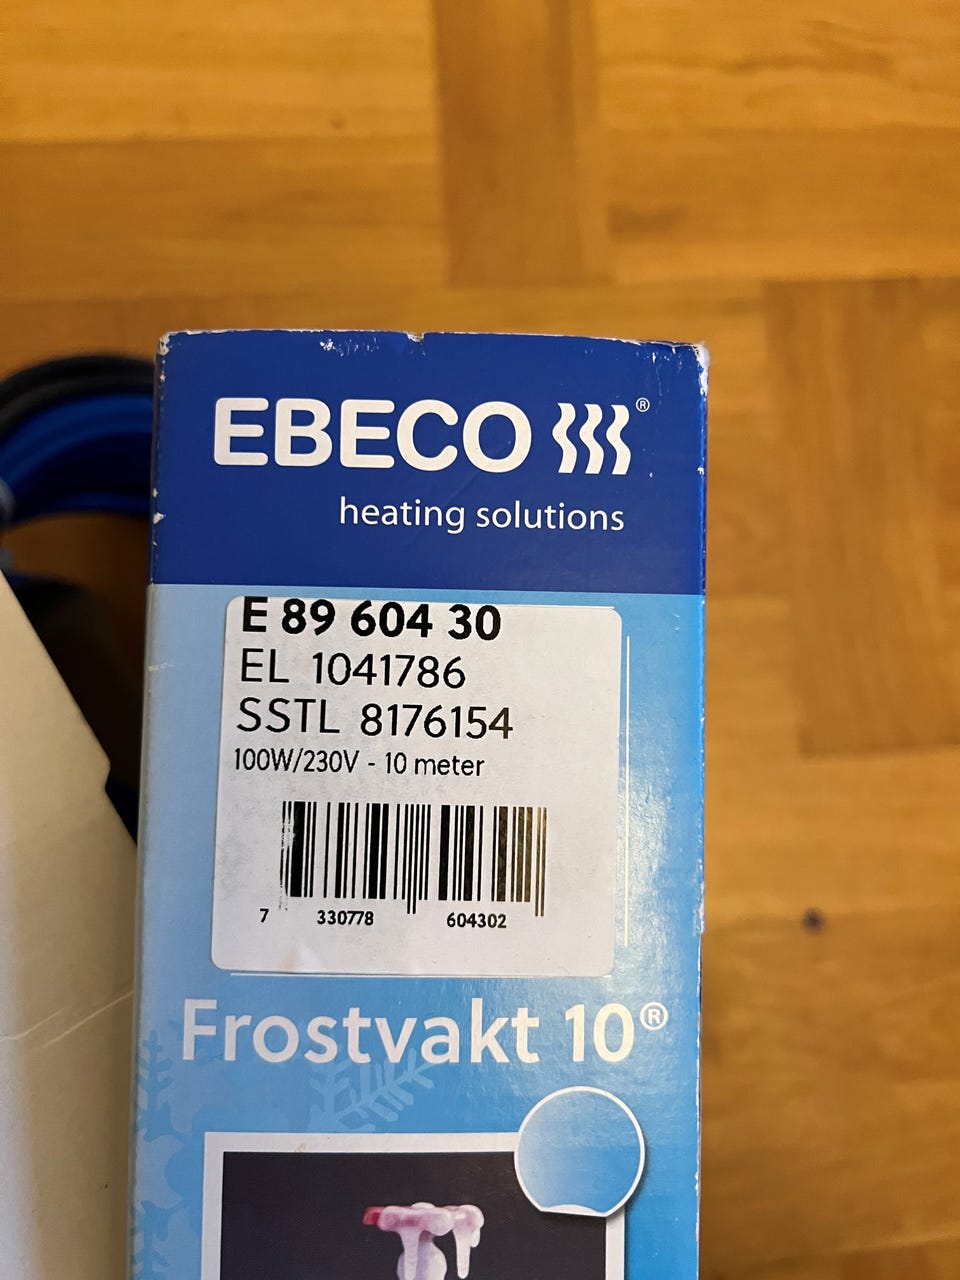 EBECO ®
heating solutions
E 89 604 30
EL 1041786
SSTL 8176154
100W/230V - 10 meter
7 330778 604302
Frostvakt 10®